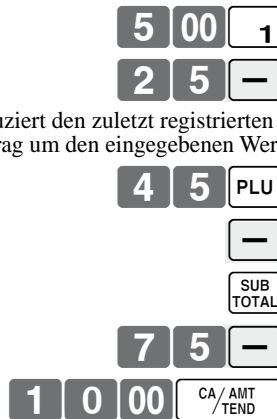 5 00 1
2 5 −
uziert den zuletzt registrierten
rag um den eingegebenen Wer
4 5 PLU
−
SUB
TOTAL
7 5 −
1 0 00 CA/AMT
/TEND